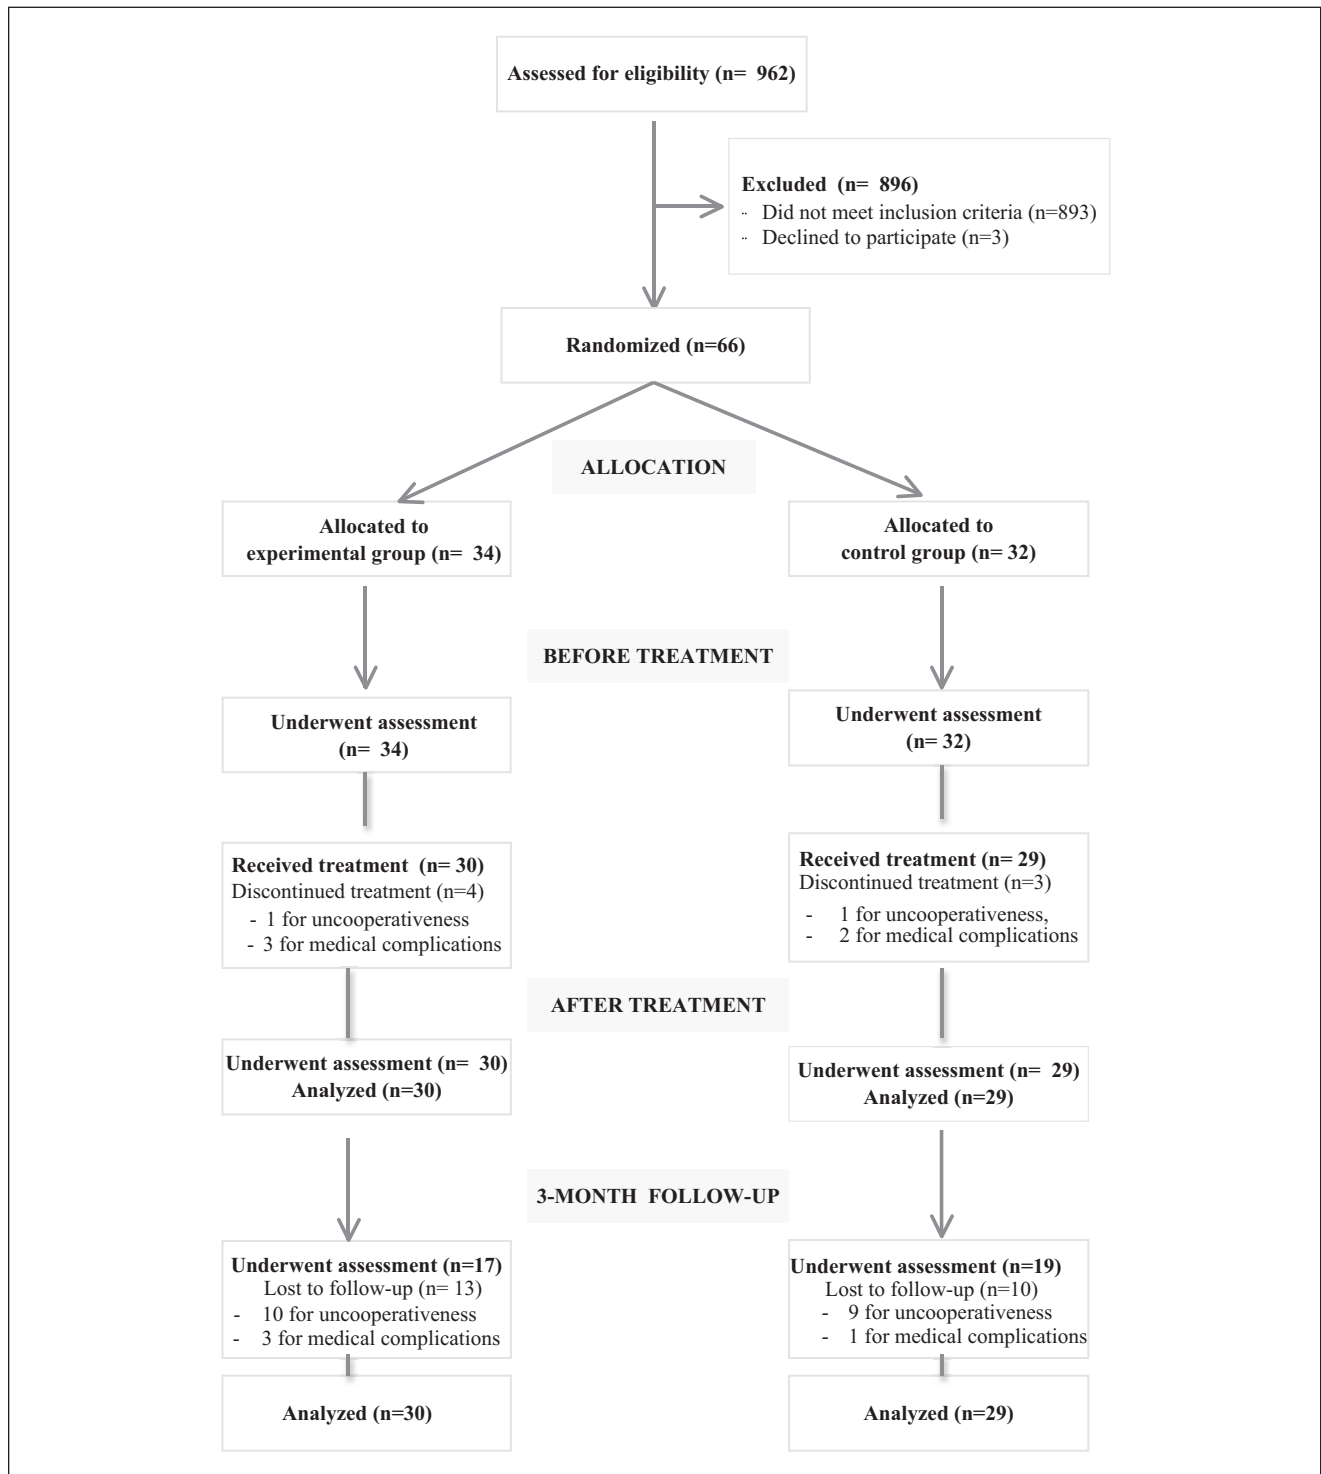 Assessed for eligibility (n= 962)
Excluded (n= 896)
¨ Did not meet inclusion criteria (n=893)
¨ Declined to participate (n=3)
Randomized (n=66)
ALLOCATION
Allocated to
experimental group (n= 34)
Allocated to
control group (n= 32)
BEFORE TREATMENT
Underwent assessment
(n= 34)
Underwent assessment
(n= 32)
Received treatment (n= 30)
Discontinued treatment (n=4)
- 1 for uncooperativeness
- 3 for medical complications
Received treatment (n= 29)
Discontinued treatment (n=3)
- 1 for uncooperativeness,
- 2 for medical complications
AFTER TREATMENT
Underwent assessment (n= 30)
Analyzed (n=30)
Underwent assessment (n= 29)
Analyzed (n=29)
3-MONTH FOLLOW-UP
Underwent assessment (n=17)
Lost to follow-up (n= 13)
- 10 for uncooperativeness
- 3 for medical complications
Underwent assessment (n=19)
Lost to follow-up (n=10)
- 9 for uncooperativeness
- 1 for medical complications
Analyzed (n=30)
Analyzed (n=29)